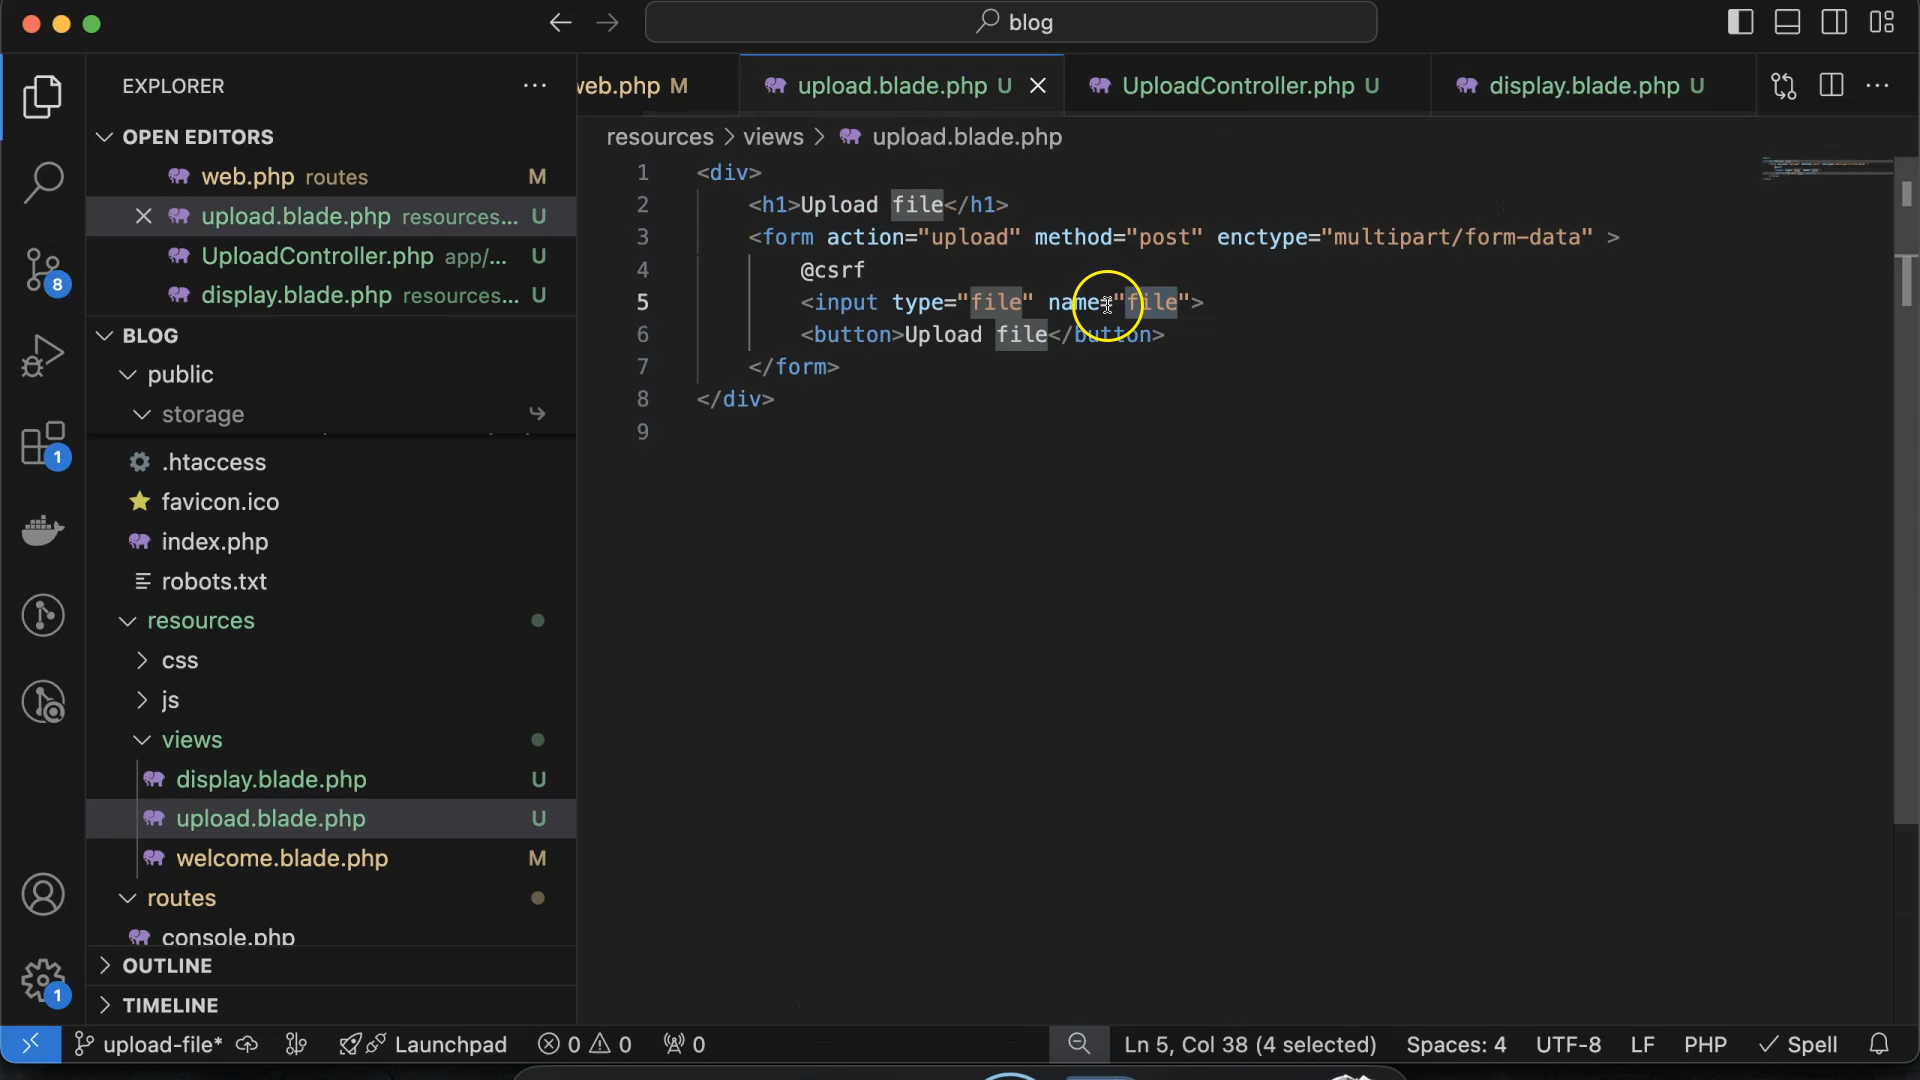 blog
EXPLORER
OPEN EDITORS
web.php routes M
upload.blade.php resources... U
UploadController.php app/... U
display.blade.php resources... U
BLOG
public
storage
.htaccess
favicon.ico
index.php
robots.txt
resources
css
js
views
display.blade.php U
upload.blade.php U
welcome.blade.php M
routes
console.php
OUTLINE
TIMELINE
8
1
1
web.php M
upload.blade.php U
UploadController.php U
display.blade.php U
resources > views > upload.blade.php
1 <div>
2 <h1>Upload file</h1>
3 <form action="upload" method="post" enctype="multipart/form-data" >
4 @csrf
5 <input type="file" name="file">
6 <button>Upload file</button>
7 </form>
8 </div>
9
upload-file* Launchpad 0 0 0 Ln 5, Col 38 (4 selected) Spaces: 4 UTF-8 LF PHP Spell